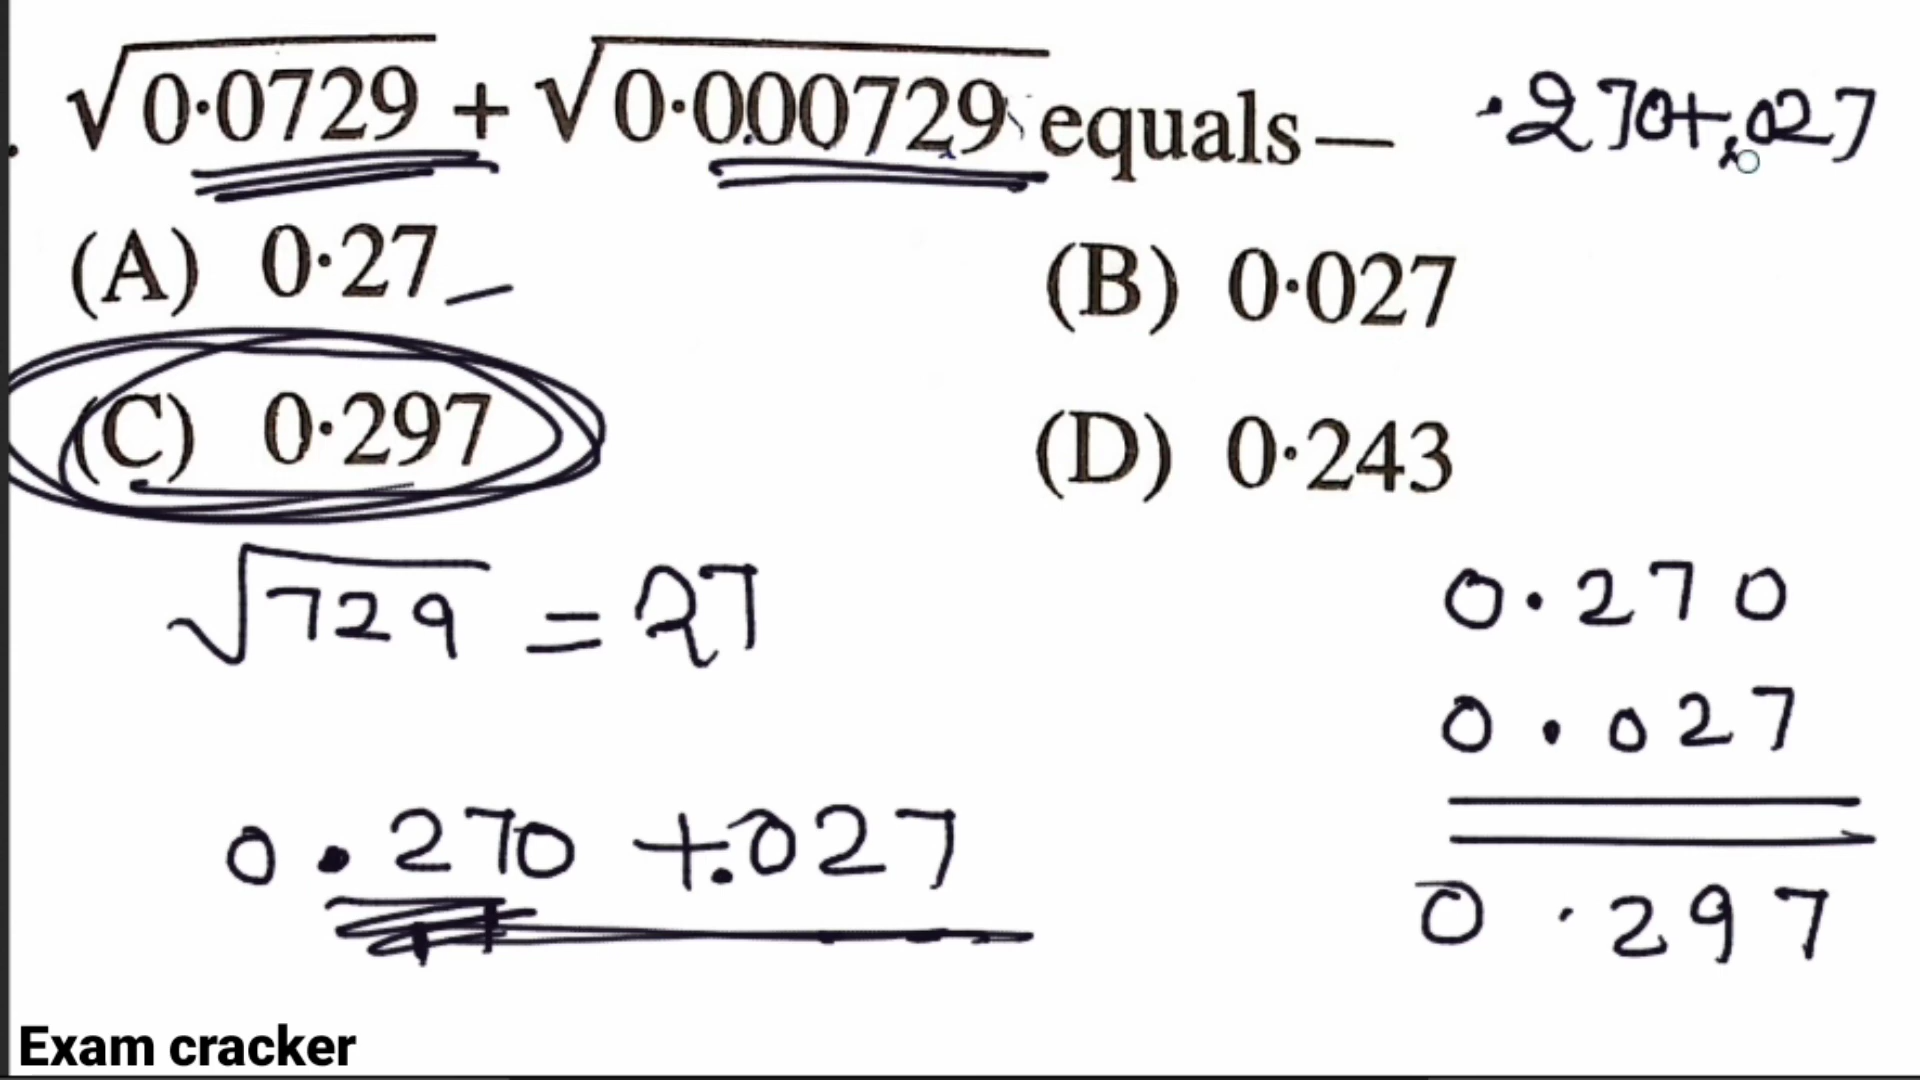 √0·0729 + √0·000729 equals— ·270+.027
(A) 0·27 (B) 0·027
(C) 0·297 (D) 0·243
√729 = 27
0.270
0.027
0.270 +.027
0.297
Exam cracker